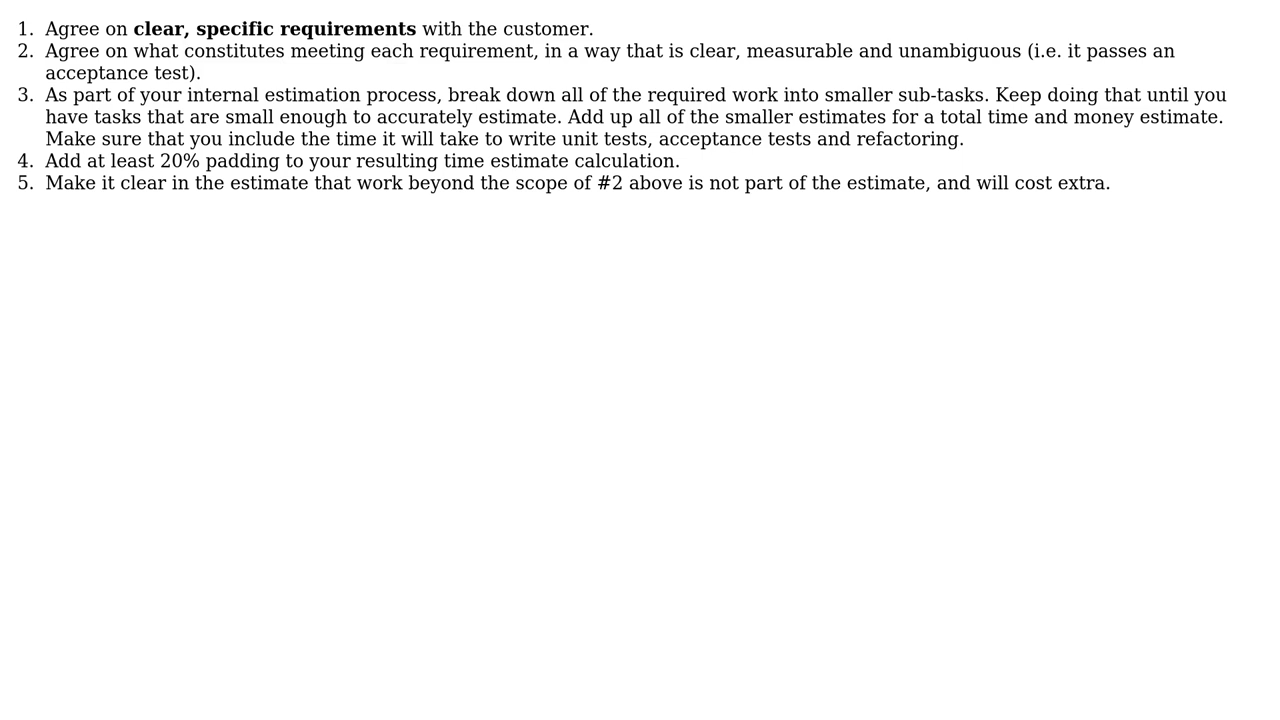 1. Agree on clear, specific requirements with the customer.
2. Agree on what constitutes meeting each requirement, in a way that is clear, measurable and unambiguous (i.e. it passes an
acceptance test).
3. As part of your internal estimation process, break down all of the required work into smaller sub-tasks. Keep doing that until you
have tasks that are small enough to accurately estimate. Add up all of the smaller estimates for a total time and money estimate.
Make sure that you include the time it will take to write unit tests, acceptance tests and refactoring.
4. Add at least 20% padding to your resulting time estimate calculation.
5. Make it clear in the estimate that work beyond the scope of #2 above is not part of the estimate, and will cost extra.